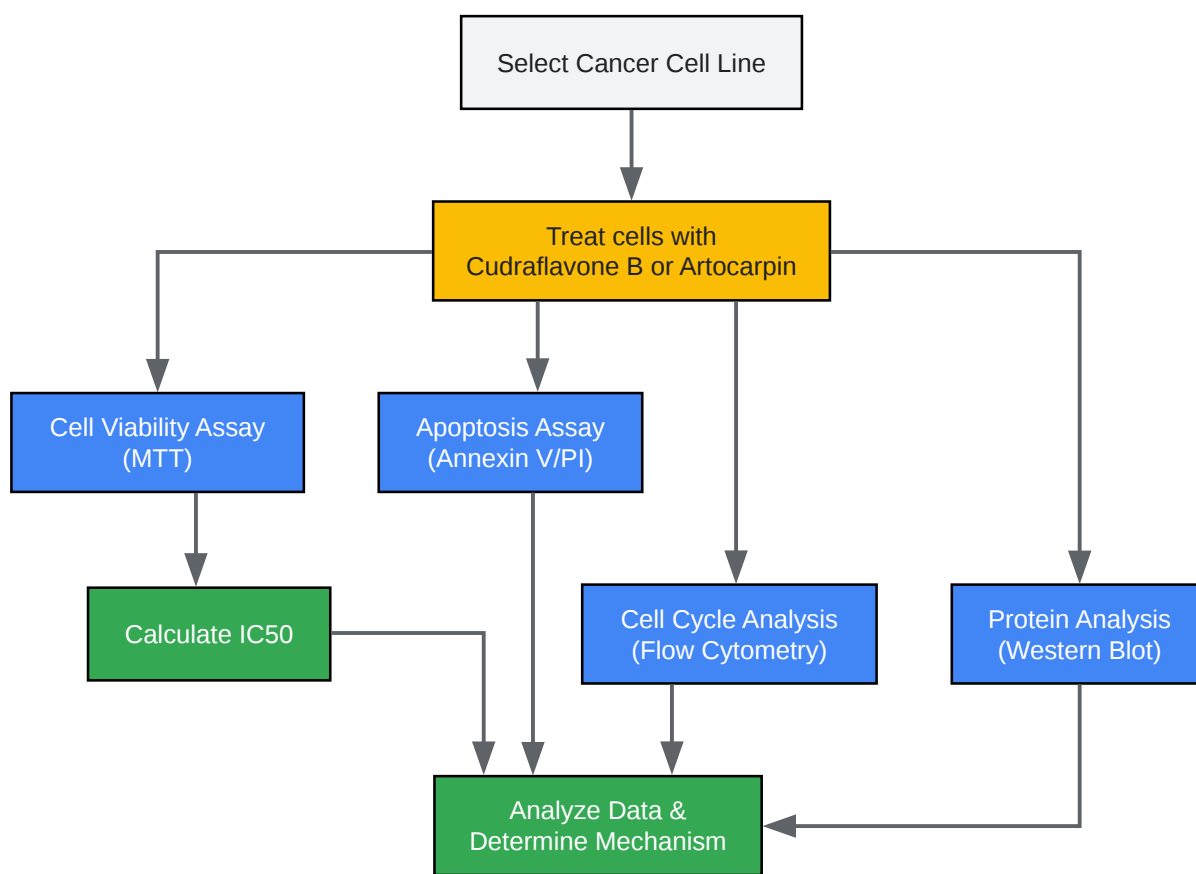 Select Cancer Cell Line
Treat cells with
Cudraflavone B or Artocarpin
Cell Viability Assay
(MTT)
Apoptosis Assay
(Annexin V/PI)
Calculate IC50
Cell Cycle Analysis
(Flow Cytometry)
Protein Analysis
(Western Blot)
Analyze Data &
Determine Mechanism